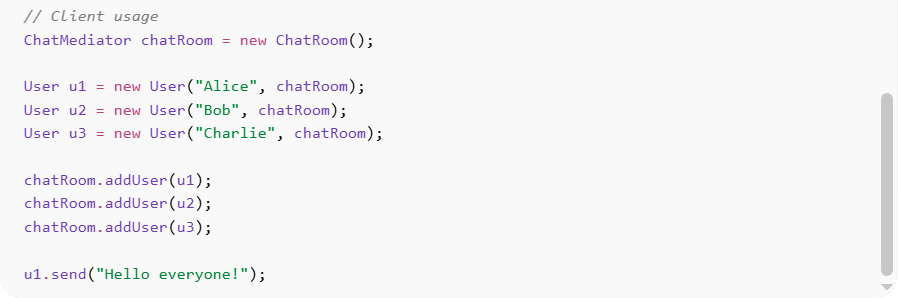 // Client usage
ChatMediator chatRoom = new ChatRoom();
User u1 = new User("Alice", chatRoom);
User u2 = new User("Bob", chatRoom);
User u3 = new User("Charlie", chatRoom);
chatRoom.addUser(u1);
chatRoom.addUser(u2);
chatRoom.addUser(u3);
u1.send("Hello everyone!");